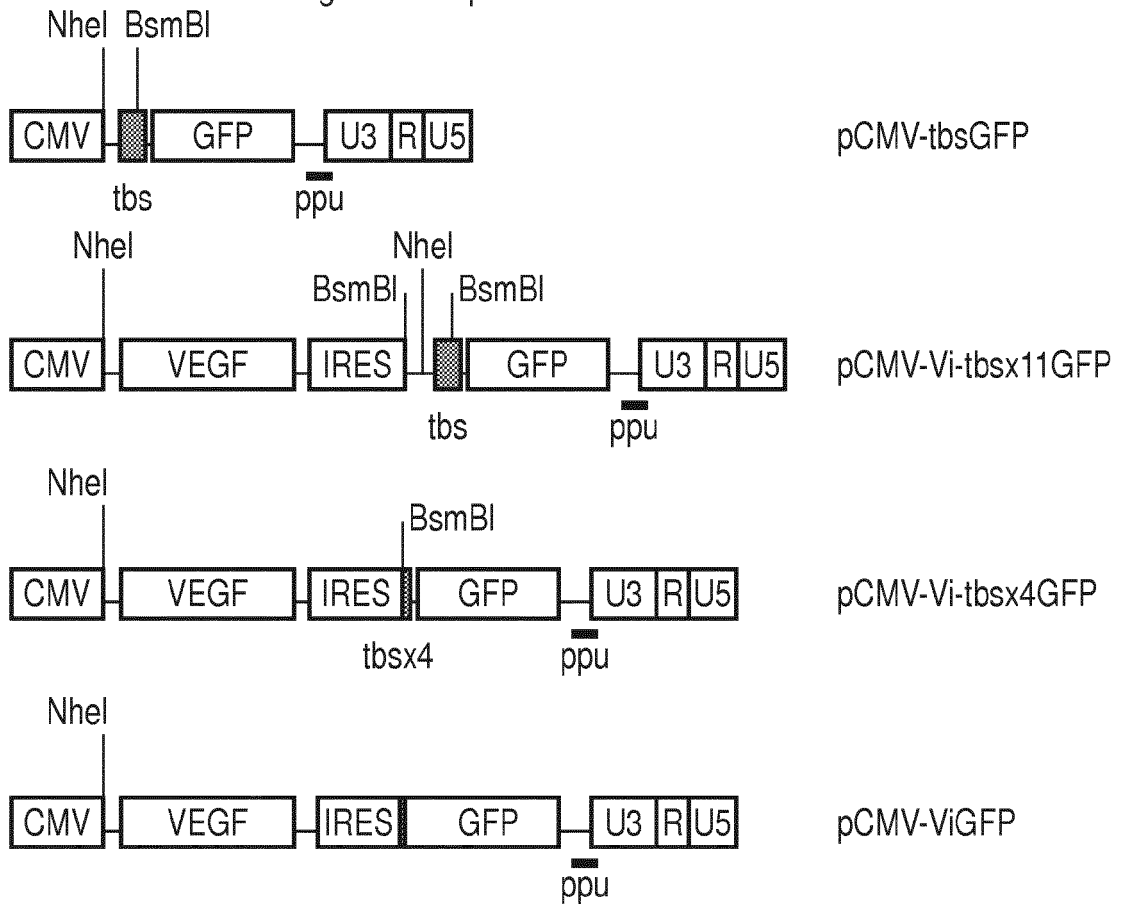 NheI BsmBI
CMV GFP U3 R U5 pCMV-tbsGFP
tbs ppu
NheI NheI
BsmBI BsmBI
CMV VEGF IRES GFP U3 R U5 pCMV-Vi-tbsx11GFP
tbs ppu
NheI
BsmBI
CMV VEGF IRES GFP U3 R U5 pCMV-Vi-tbsx4GFP
tbsx4 ppu
NheI
CMV VEGF IRES GFP U3 R U5 pCMV-ViGFP
ppu